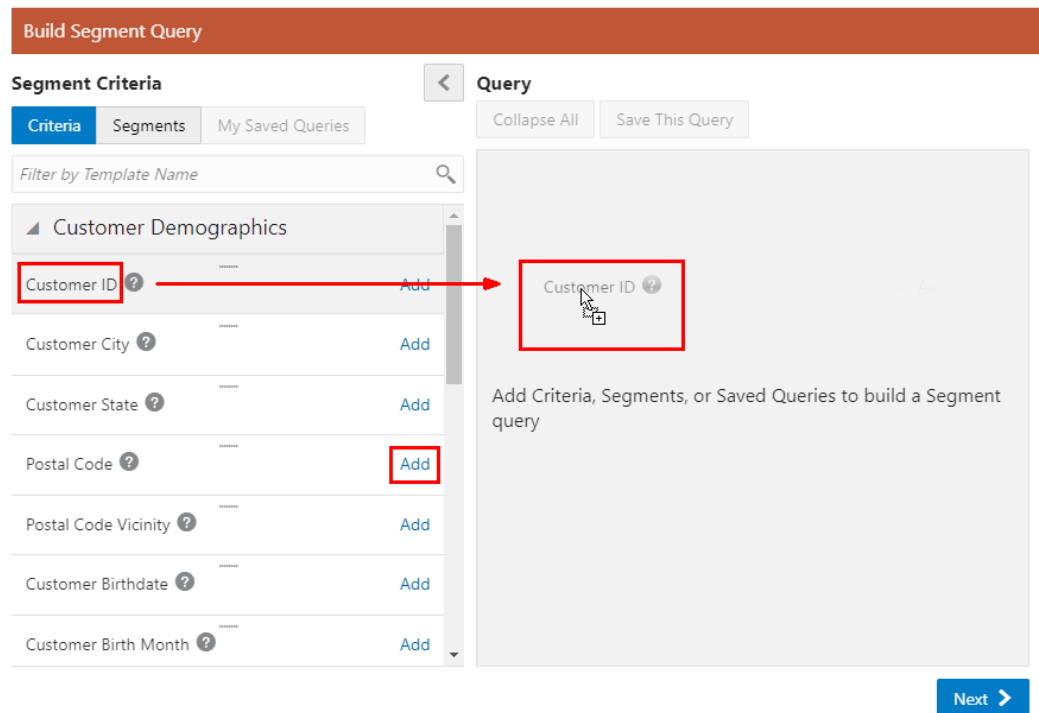 Build Segment Query
Segment Criteria
Criteria
Segments
My Saved Queries
Filter by Template Name
Customer Demographics
Customer ID ? Add
Customer City ? Add
Customer State ? Add
Postal Code ? Add
Postal Code Vicinity ? Add
Customer Birthdate ? Add
Customer Birth Month ? Add
Query
Collapse All
Save This Query
Customer ID ?
Add Criteria, Segments, or Saved Queries to build a Segment
query
Next